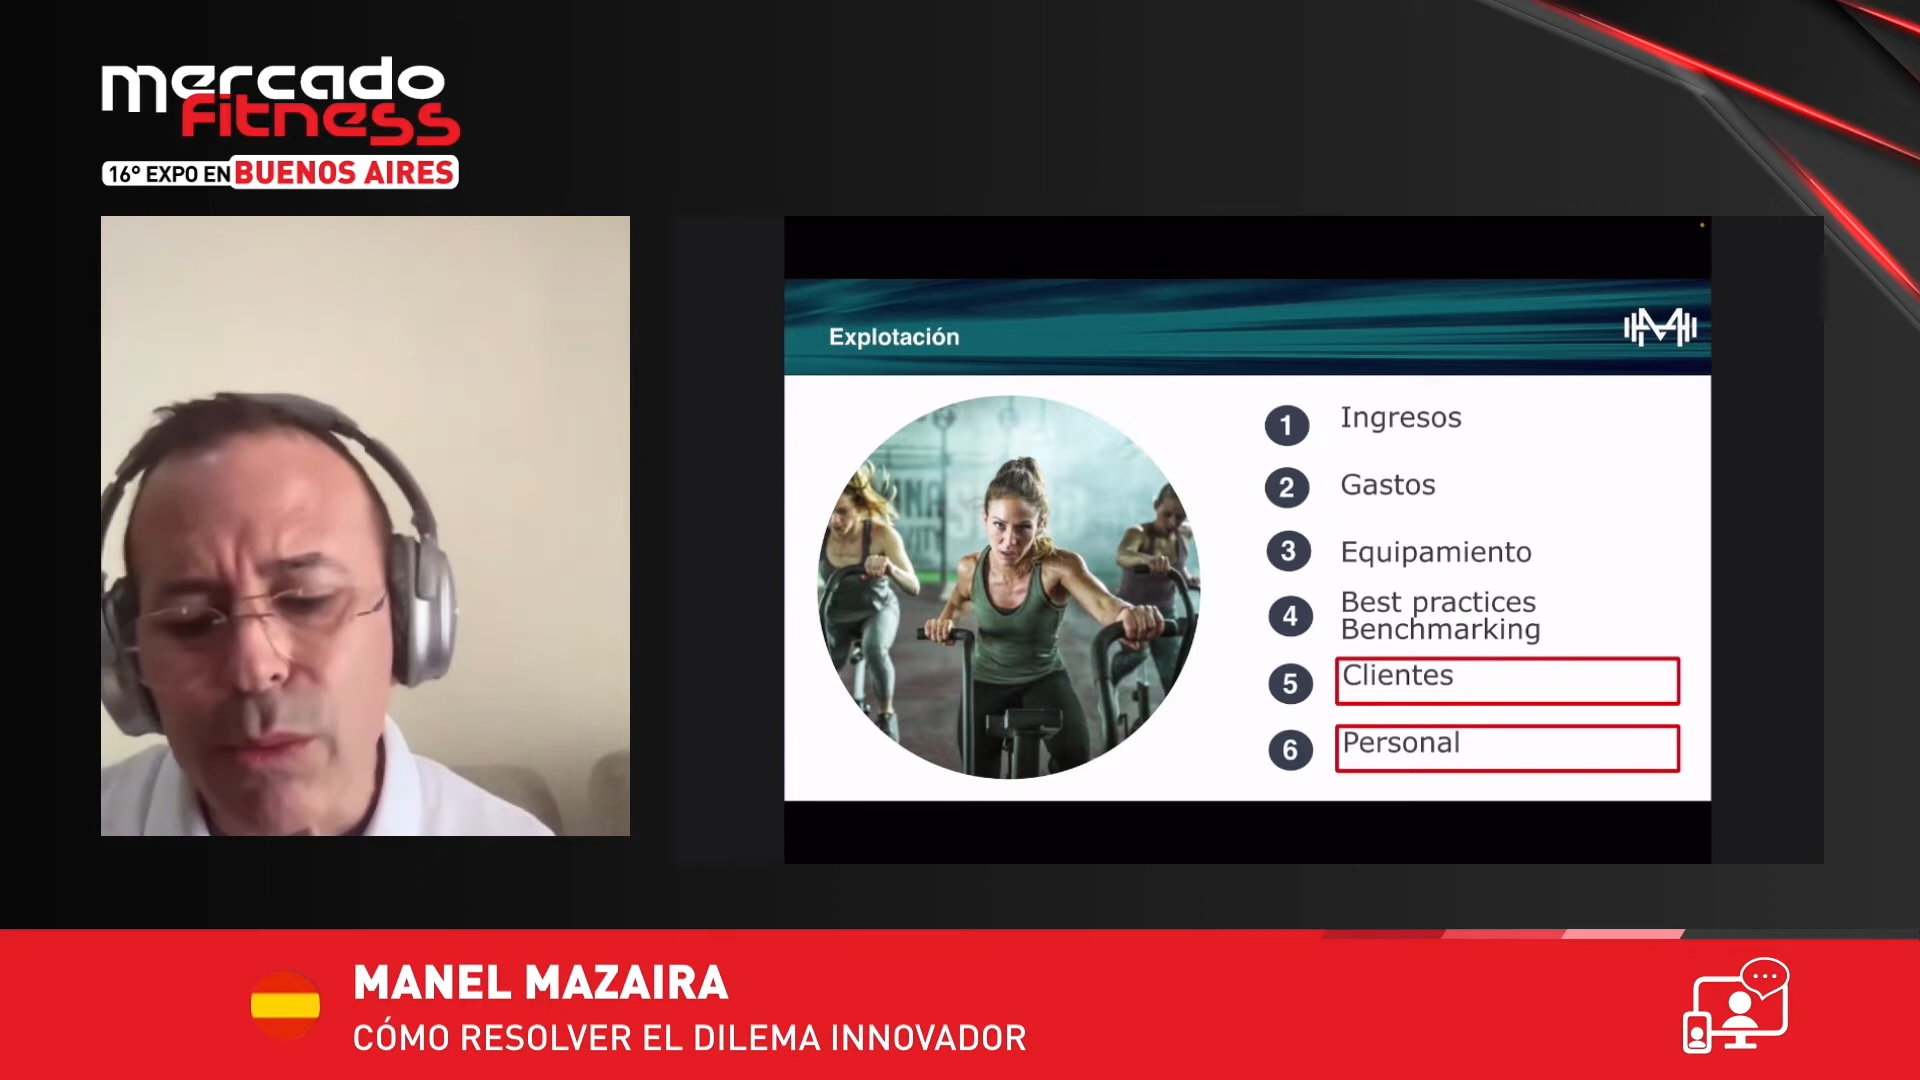 mercado
fitness
16° EXPO EN BUENOS AIRES
Explotación
1 Ingresos
2 Gastos
3 Equipamiento
4 Best practices
Benchmarking
5 Clientes
6 Personal
MANEL MAZAIRA
CÓMO RESOLVER EL DILEMA INNOVADOR